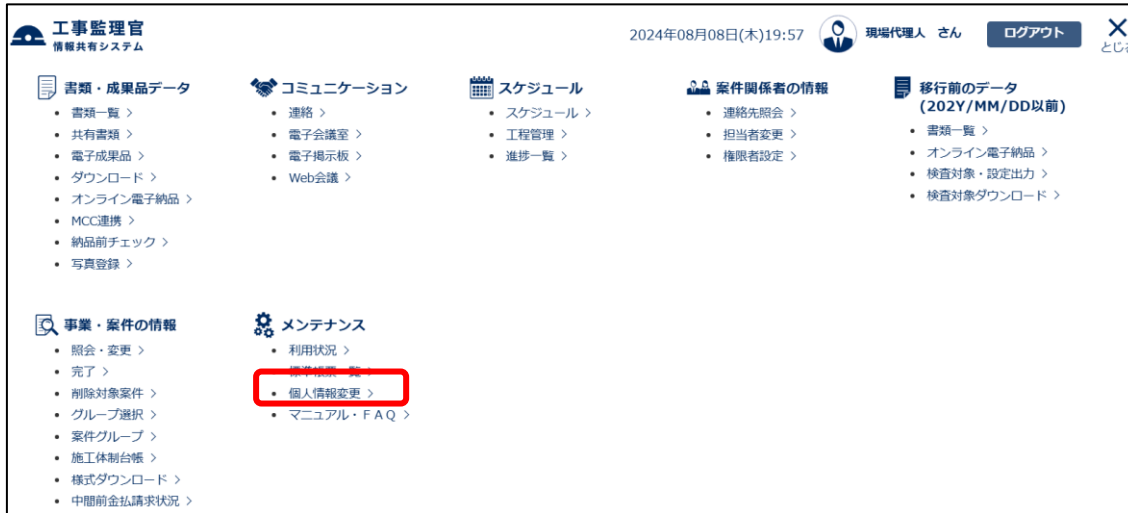 工事監理官
情報共有システム
2024年08月08日(木)19:57
現場代理人 さん
ログアウト
書類・成果品データ
書類一覧 >
共有書類 >
電子成果品 >
ダウンロード >
オンライン電子納品 >
MCC連携 >
納品前チェック >
写真登録 >
コミュニケーション
連絡 >
電子会議室 >
電子掲示板 >
Web会議 >
スケジュール
スケジュール >
工程管理 >
進捗一覧 >
案件関係者の情報
連絡先照会 >
担当者変更 >
権限者設定 >
移行前のデータ
(202Y/MM/DD以前)
書類一覧 >
オンライン電子納品 >
検査対象・設定出力 >
検査対象ダウンロード >
事業・案件の情報
照会・変更 >
完了 >
削除対象案件 >
グループ選択 >
案件グループ >
施工体制台帳 >
様式ダウンロード >
中間前金払請求状況 >
メンテナンス
利用状況 >
標準帳票一覧 >
個人情報変更 >
マニュアル・FAQ >